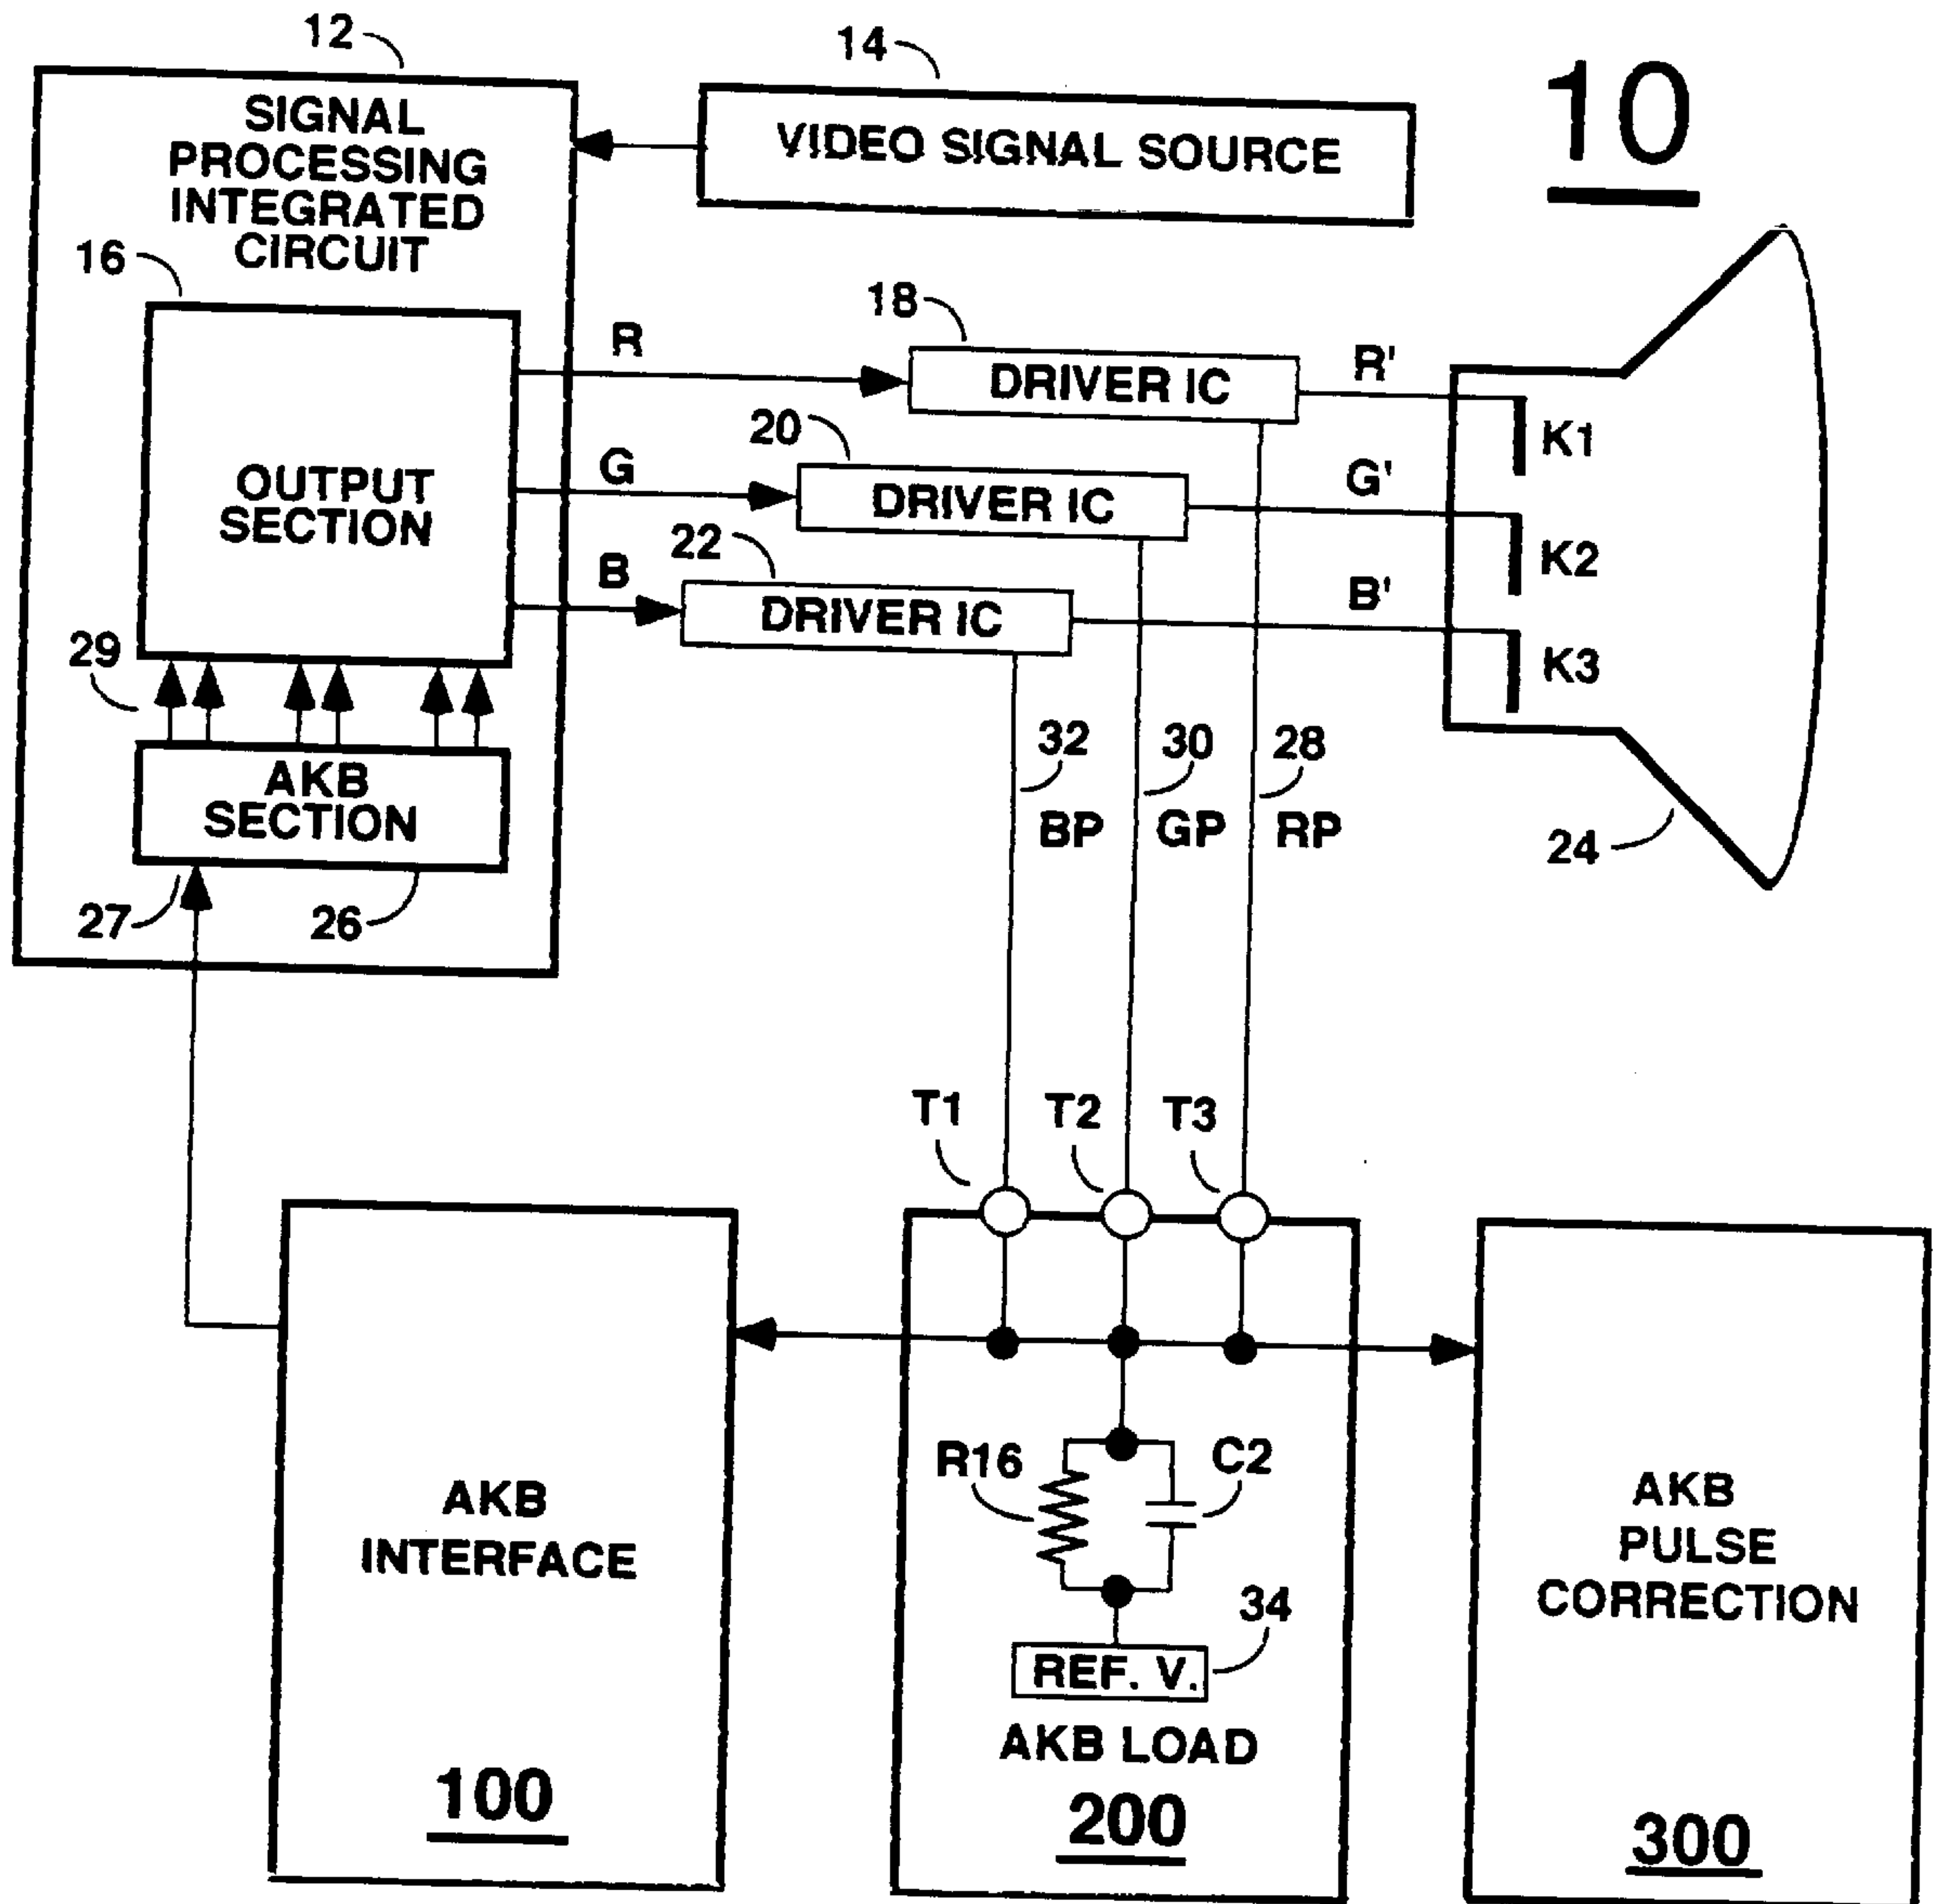 12
14
10
SIGNAL
PROCESSING
INTEGRATED
CIRCUIT
VIDEO SIGNAL SOURCE
16
18
R
DRIVER IC
R'
K1
OUTPUT
SECTION
20
G
DRIVER IC
G'
K2
22
B
DRIVER IC
B'
K3
29
AKB
SECTION
32
30
28
BP
GP
RP
24
27
26
T1
T2
T3
AKB
INTERFACE
100
R16
C2
34
REF. V.
AKB LOAD
200
AKB
PULSE
CORRECTION
300